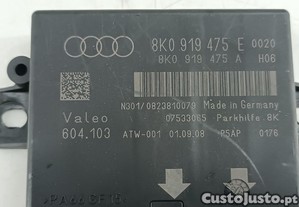 8K0 919 475 E 0020
8K0 919 475 A H06
N301/0823810070 Made in Germany
Valeo 07533065 Parkhilfe 8K
604.103 ATW-001 01.09.08 P5AP 0176
CustoJusto.pt